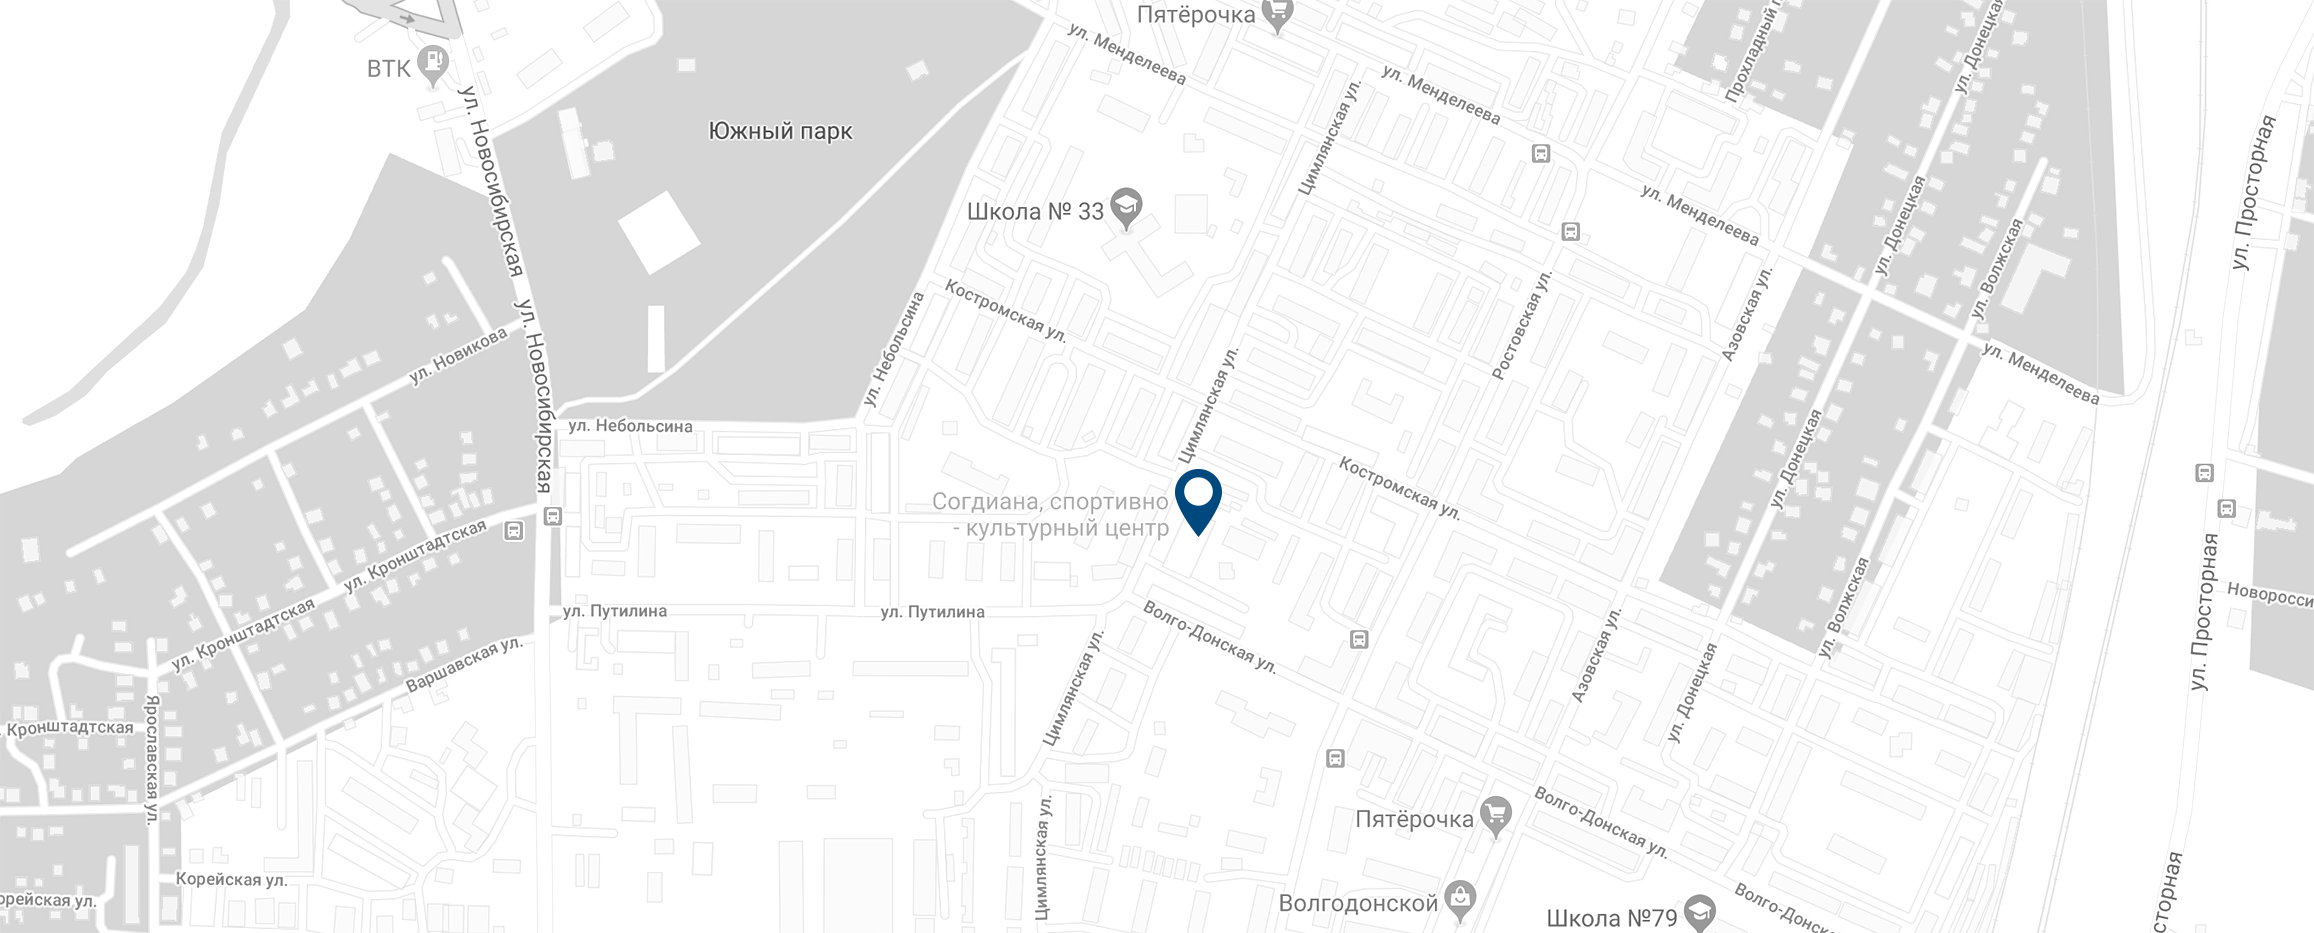 Пятёрочка
ВТК
ул. Менделеева
ул. Менделеева
Прохладный
ул. Донецкая
ул. Новосибирская
Южный парк
Цимлянская ул.
ул. Просторная
Школа № 33
ул. Менделеева
ул. Донецкая
ул. Волжская
Костромская ул.
ул. Небольсина
Ростовская ул.
Азовская ул.
ул. Новикова
ул. Новосибирская
Цимлянская ул.
ул. Менделеева
ул. Небольсина
ул. Донецкая
Костромская ул.
Согдиана, спортивно
- культурный центр
ул. Кронштадтская
ул. Просторная
ул. Волжская
Новоросси
ул. Путилина
ул. Путилина
ул. Кронштадтская
Волго-Донская ул.
Варшавская ул.
Цимлянская ул.
Азовская ул.
ул. Донецкая
. Кронштадтская
Ярославская ул.
Пятёрочка
Волго-Донская ул.
Цимлянская ул.
Корейская ул.
орейская ул.
Волгодонской
Школа №79
Волго-Донск
сторная